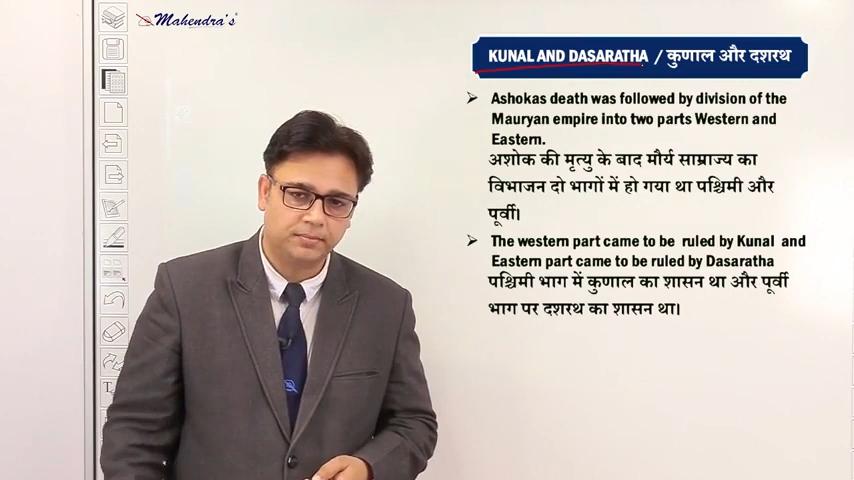 Mahendra's
KUNAL AND DASARATHA / कुणाल और दशरथ
Ashokas death was followed by division of the
Mauryan empire into two parts Western and
Eastern.
अशोक की मृत्यु के बाद मौर्य साम्राज्य का
विभाजन दो भागों में हो गया था पश्चिमी और
पूर्वी।
The western part came to be ruled by Kunal and
Eastern part came to be ruled by Dasaratha
पश्चिमी भाग में कुणाल का शासन था और पूर्वी
भाग पर दशरथ का शासन था।